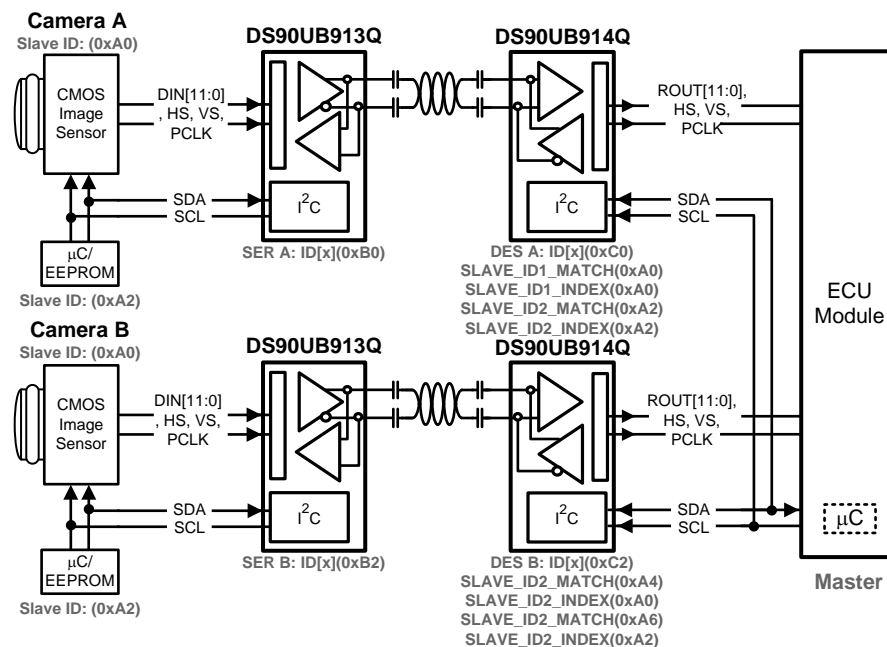 Camera A
Slave ID: (0xA0)
CMOS
Image
Sensor
DIN[11:0]
, HS, VS,
PCLK
SDA
SCL
µC/
EEPROM
Slave ID: (0xA2)
DS90UB913Q
I²C
SER A: ID[x](0xB0)
DS90UB914Q
I²C
DES A: ID[x](0xC0)
SLAVE_ID1_MATCH(0xA0)
SLAVE_ID1_INDEX(0xA0)
SLAVE_ID2_MATCH(0xA2)
SLAVE_ID2_INDEX(0xA2)
ROUT[11:0],
HS, VS,
PCLK
SDA
SCL
Camera B
Slave ID: (0xA0)
CMOS
Image
Sensor
DIN[11:0]
, HS, VS,
PCLK
SDA
SCL
µC/
EEPROM
Slave ID: (0xA2)
DS90UB913Q
I²C
SER B: ID[x](0xB2)
DS90UB914Q
I²C
DES B: ID[x](0xC2)
SLAVE_ID2_MATCH(0xA4)
SLAVE_ID2_INDEX(0xA0)
SLAVE_ID2_MATCH(0xA6)
SLAVE_ID2_INDEX(0xA2)
ROUT[11:0],
HS, VS,
PCLK
SDA
SCL
ECU
Module
µC
Master